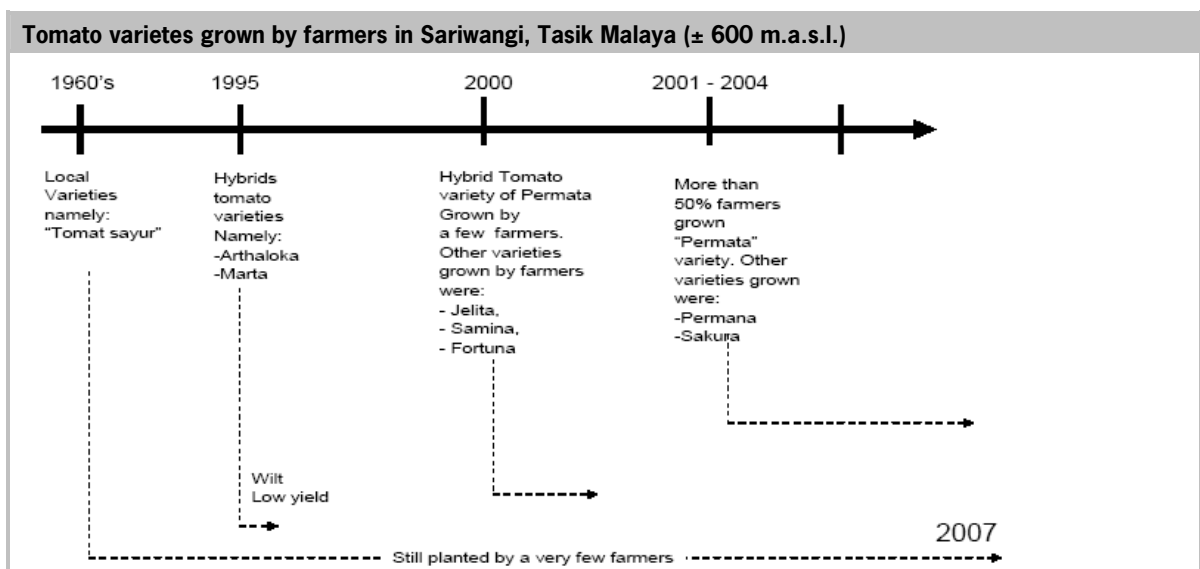 Tomato varietes grown by farmers in Sariwangi, Tasik Malaya (± 600 m.a.s.l.)
1960's
1995
2000
2001 - 2004
Local
Varieties
namely:
“Tomat sayur”
Hybrids
tomato
varieties
Namely:
-Arthaloka
-Marta
Hybrid Tomato
variety of Permata
Grown by
a few farmers.
Other varieties
grown by farmers
were:
- Jelita,
- Samina,
- Fortuna
More than
50% farmers
grown
“Permata”
variety. Other
varieties grown
were:
-Permana
-Sakura
Wilt
Low yield
2007
Still planted by a very few farmers